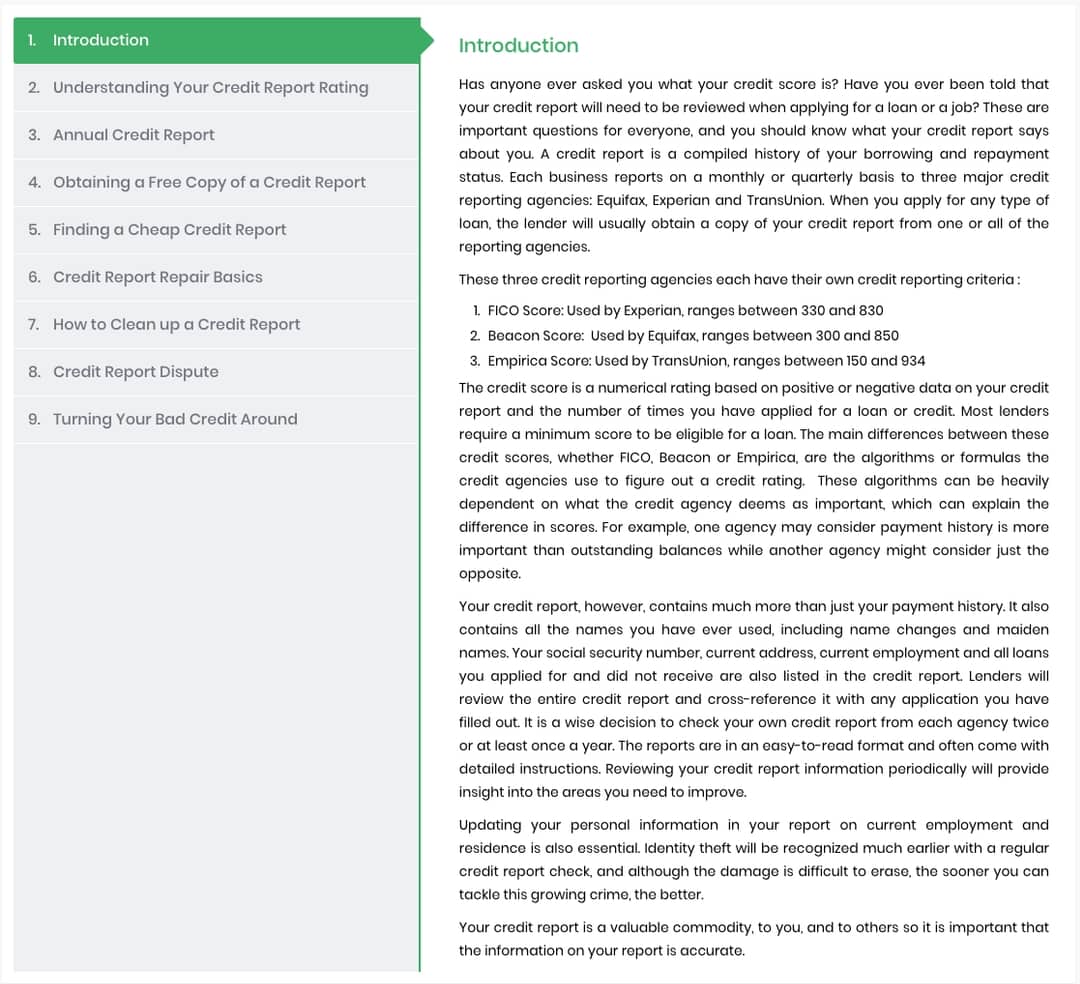 1. Introduction
2. Understanding Your Credit Report Rating
3. Annual Credit Report
4. Obtaining a Free Copy of a Credit Report
5. Finding a Cheap Credit Report
6. Credit Report Repair Basics
7. How to Clean up a Credit Report
8. Credit Report Dispute
9. Turning Your Bad Credit Around
Introduction
Has anyone ever asked you what your credit score is? Have you ever been told that
your credit report will need to be reviewed when applying for a loan or a job? These are
important questions for everyone, and you should know what your credit report says
about you. A credit report is a compiled history of your borrowing and repayment
status. Each business reports on a monthly or quarterly basis to three major credit
reporting agencies: Equifax, Experian and TransUnion. When you apply for any type of
loan, the lender will usually obtain a copy of your credit report from one or all of the
reporting agencies.
These three credit reporting agencies each have their own credit reporting criteria :
1. FICO Score: Used by Experian, ranges between 330 and 830
2. Beacon Score:  Used by Equifax, ranges between 300 and 850
3. Empirica Score: Used by TransUnion, ranges between 150 and 934
The credit score is a numerical rating based on positive or negative data on your credit
report and the number of times you have applied for a loan or credit. Most lenders
require a minimum score to be eligible for a loan. The main differences between these
credit scores, whether FICO, Beacon or Empirica, are the algorithms or formulas the
credit agencies use to figure out a credit rating.  These algorithms can be heavily
dependent on what the credit agency deems as important, which can explain the
difference in scores. For example, one agency may consider payment history is more
important than outstanding balances while another agency might consider just the
opposite.
Your credit report, however, contains much more than just your payment history. It also
contains all the names you have ever used, including name changes and maiden
names. Your social security number, current address, current employment and all loans
you applied for and did not receive are also listed in the credit report. Lenders will
review the entire credit report and cross-reference it with any application you have
filled out. It is a wise decision to check your own credit report from each agency twice
or at least once a year. The reports are in an easy-to-read format and often come with
detailed instructions. Reviewing your credit report information periodically will provide
insight into the areas you need to improve.
Updating your personal information in your report on current employment and
residence is also essential. Identity theft will be recognized much earlier with a regular
credit report check, and although the damage is difficult to erase, the sooner you can
tackle this growing crime, the better.
Your credit report is a valuable commodity, to you, and to others so it is important that
the information on your report is accurate.